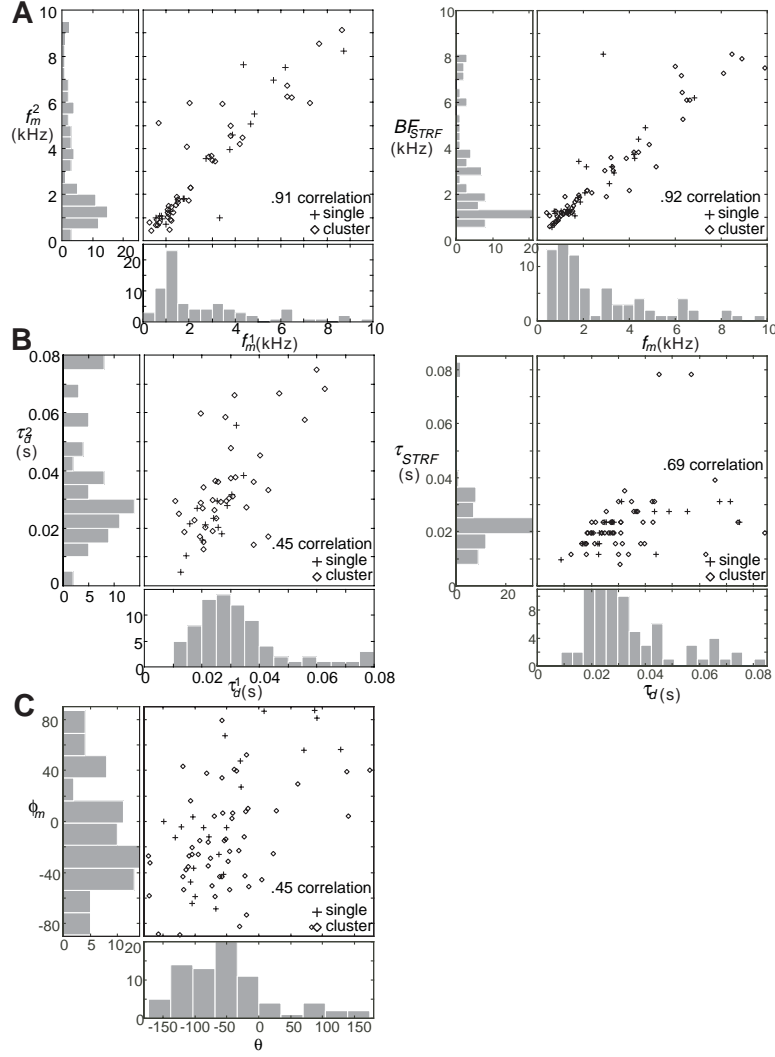 A
10
8
6
4
2
0
f_m^2
(kHz)
.91 correlation
+ single
◇ cluster
0 10 20
20
10
0
0 2 4 6 8 10
f_m^1 (kHz)
10
8
6
4
2
0
BF_STRF
(kHz)
.92 correlation
+ single
◇ cluster
0 20
10
0
0 2 4 6 8 10
f_m (kHz)
B
0.08
0.06
0.04
0.02
0
τ_d^2
(s)
.45 correlation
+ single
◇ cluster
0 5 10
10
5
0
0 0.02 0.04 0.06 0.08
τ_d^1 (s)
0.08
0.04
0.02
0
τ_STRF
(s)
.69 correlation
+ single
◇ cluster
0 20
8
4
0
0.02 0.04 0.06 0.08
τ_d (s)
C
80
40
0
-40
-80
ϕ_m
.45 correlation
+ single
◇ cluster
0 5 10
20
10
0
-150 -100 -50 0 50 100 150
θ